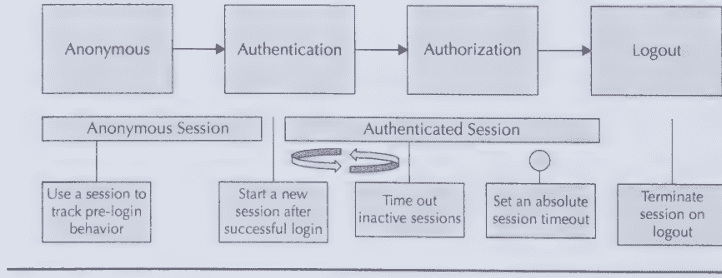 Anonymous
Authentication
Authorization
Logout
Anonymous Session
Authenticated Session
Use a session to
track pre-login
behavior
Start a new
session after
successful login
Time out
inactive sessions
Set an absolute
session timeout
Terminate
session on
logout